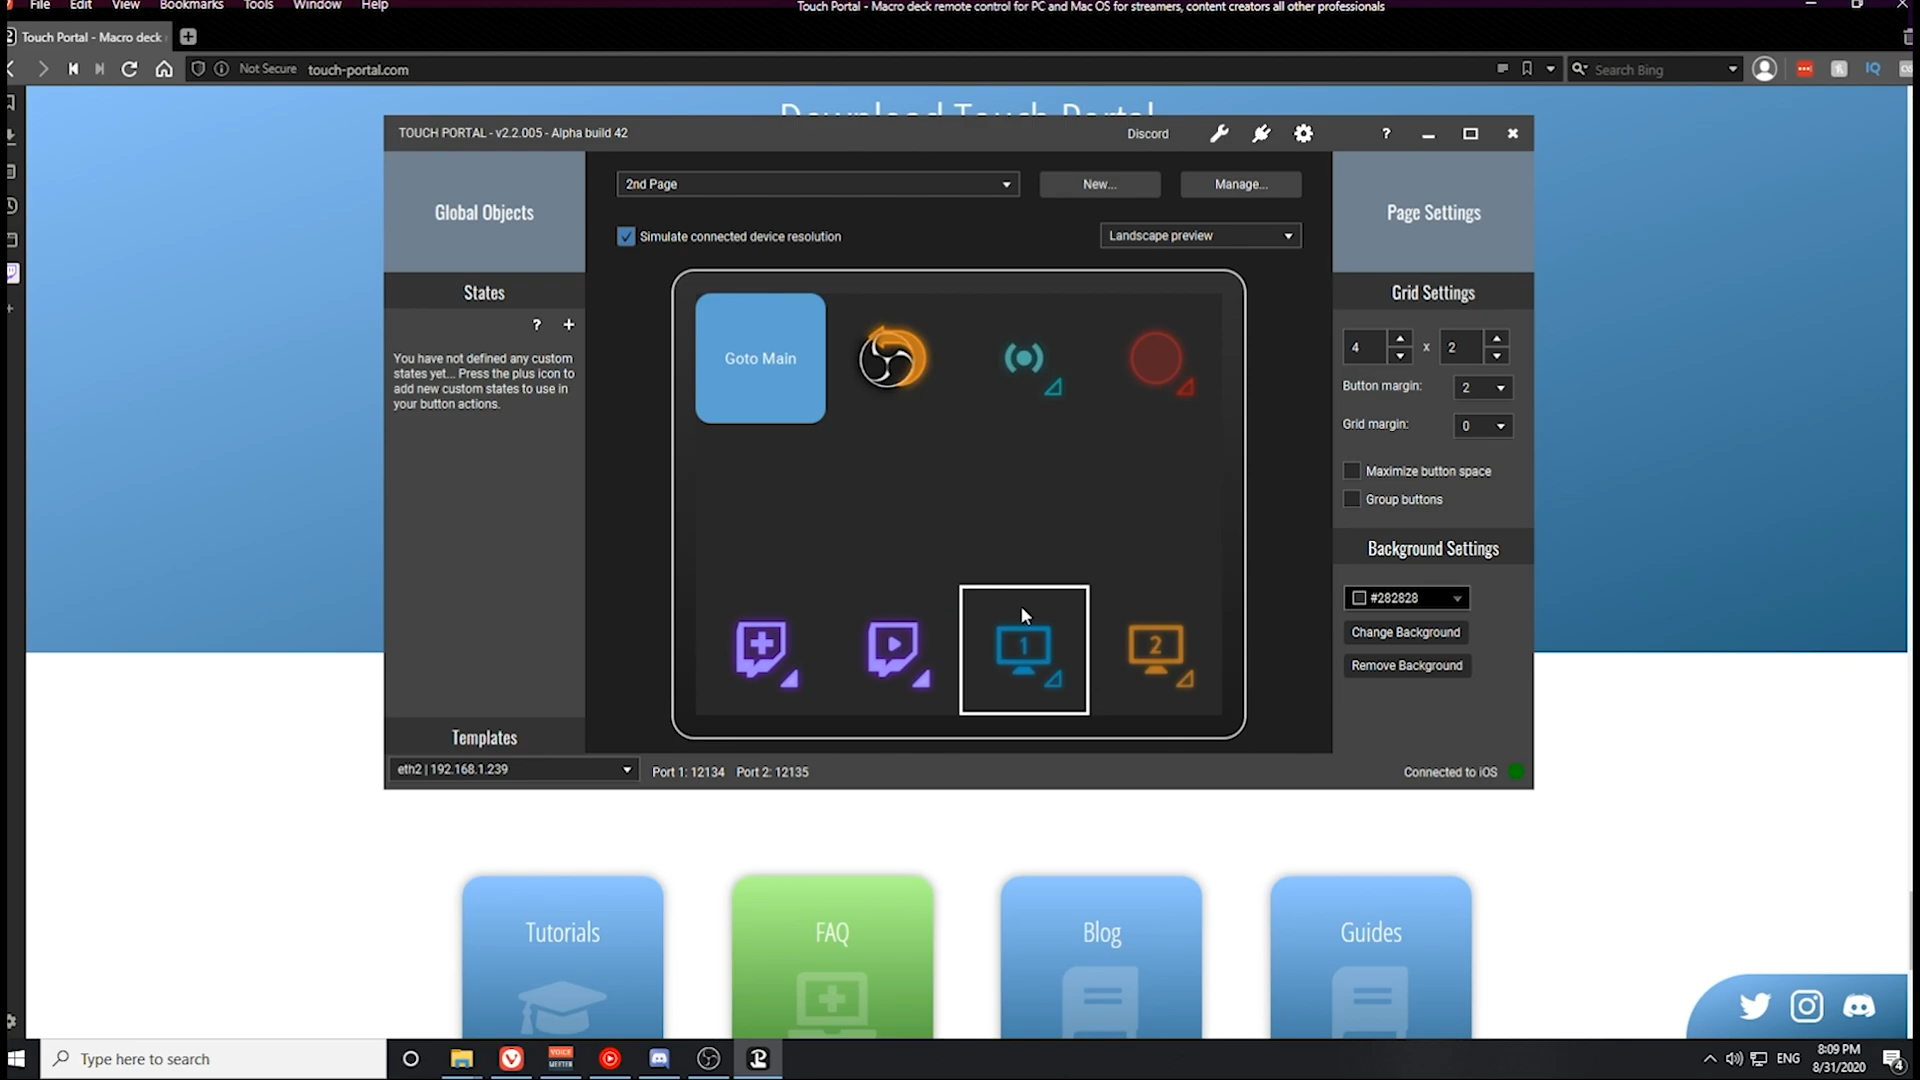 File Edit View Bookmarks Tools Window Help
Touch Portal - Macro deck remote control for PC and Mac OS for streamers, content creators all other professionals
Touch Portal - Macro deck
Not Secure touch-portal.com
Search Bing
IQ
Download Touch Portal
TOUCH PORTAL - v2.2.005 - Alpha build 42
Discord
?
Global Objects
2nd Page
New...
Manage...
Page Settings
Simulate connected device resolution
Landscape preview
States
? +
You have not defined any custom
states yet... Press the plus icon to
add new custom states to use in
your button actions.
Goto Main
1
2
Grid Settings
4 x 2
Button margin: 2
Grid margin: 0
Maximize button space
Group buttons
Background Settings
#282828
Change Background
Remove Background
Templates
eth2 | 192.168.1.239
Port 1: 12134 Port 2: 12135
Connected to iOS
Tutorials
FAQ
Blog
Guides
Type here to search
VOICE
MEETER
ENG
8:09 PM
8/31/2020
4